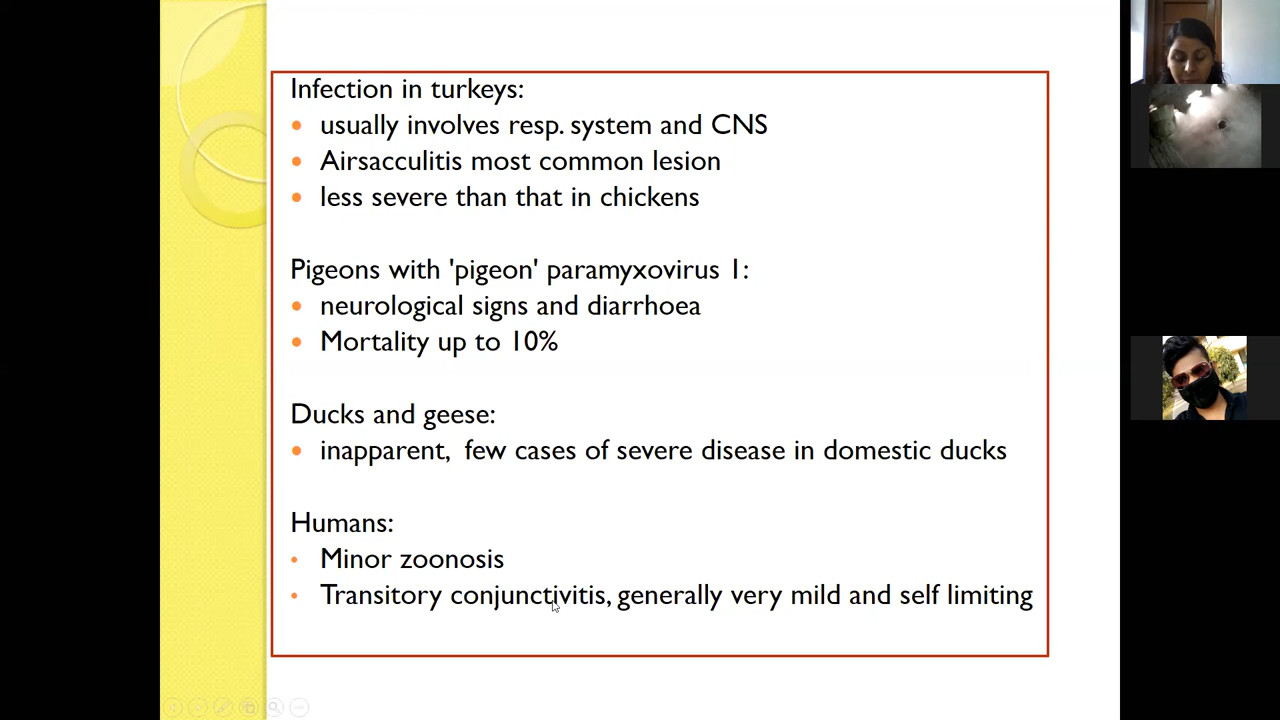 Infection in turkeys:
• usually involves resp. system and CNS
• Airsacculitis most common lesion
• less severe than that in chickens
Pigeons with 'pigeon' paramyxovirus 1:
• neurological signs and diarrhoea
• Mortality up to 10%
Ducks and geese:
• inapparent,  few cases of severe disease in domestic ducks
Humans:
• Minor zoonosis
• Transitory conjunctivitis, generally very mild and self limiting